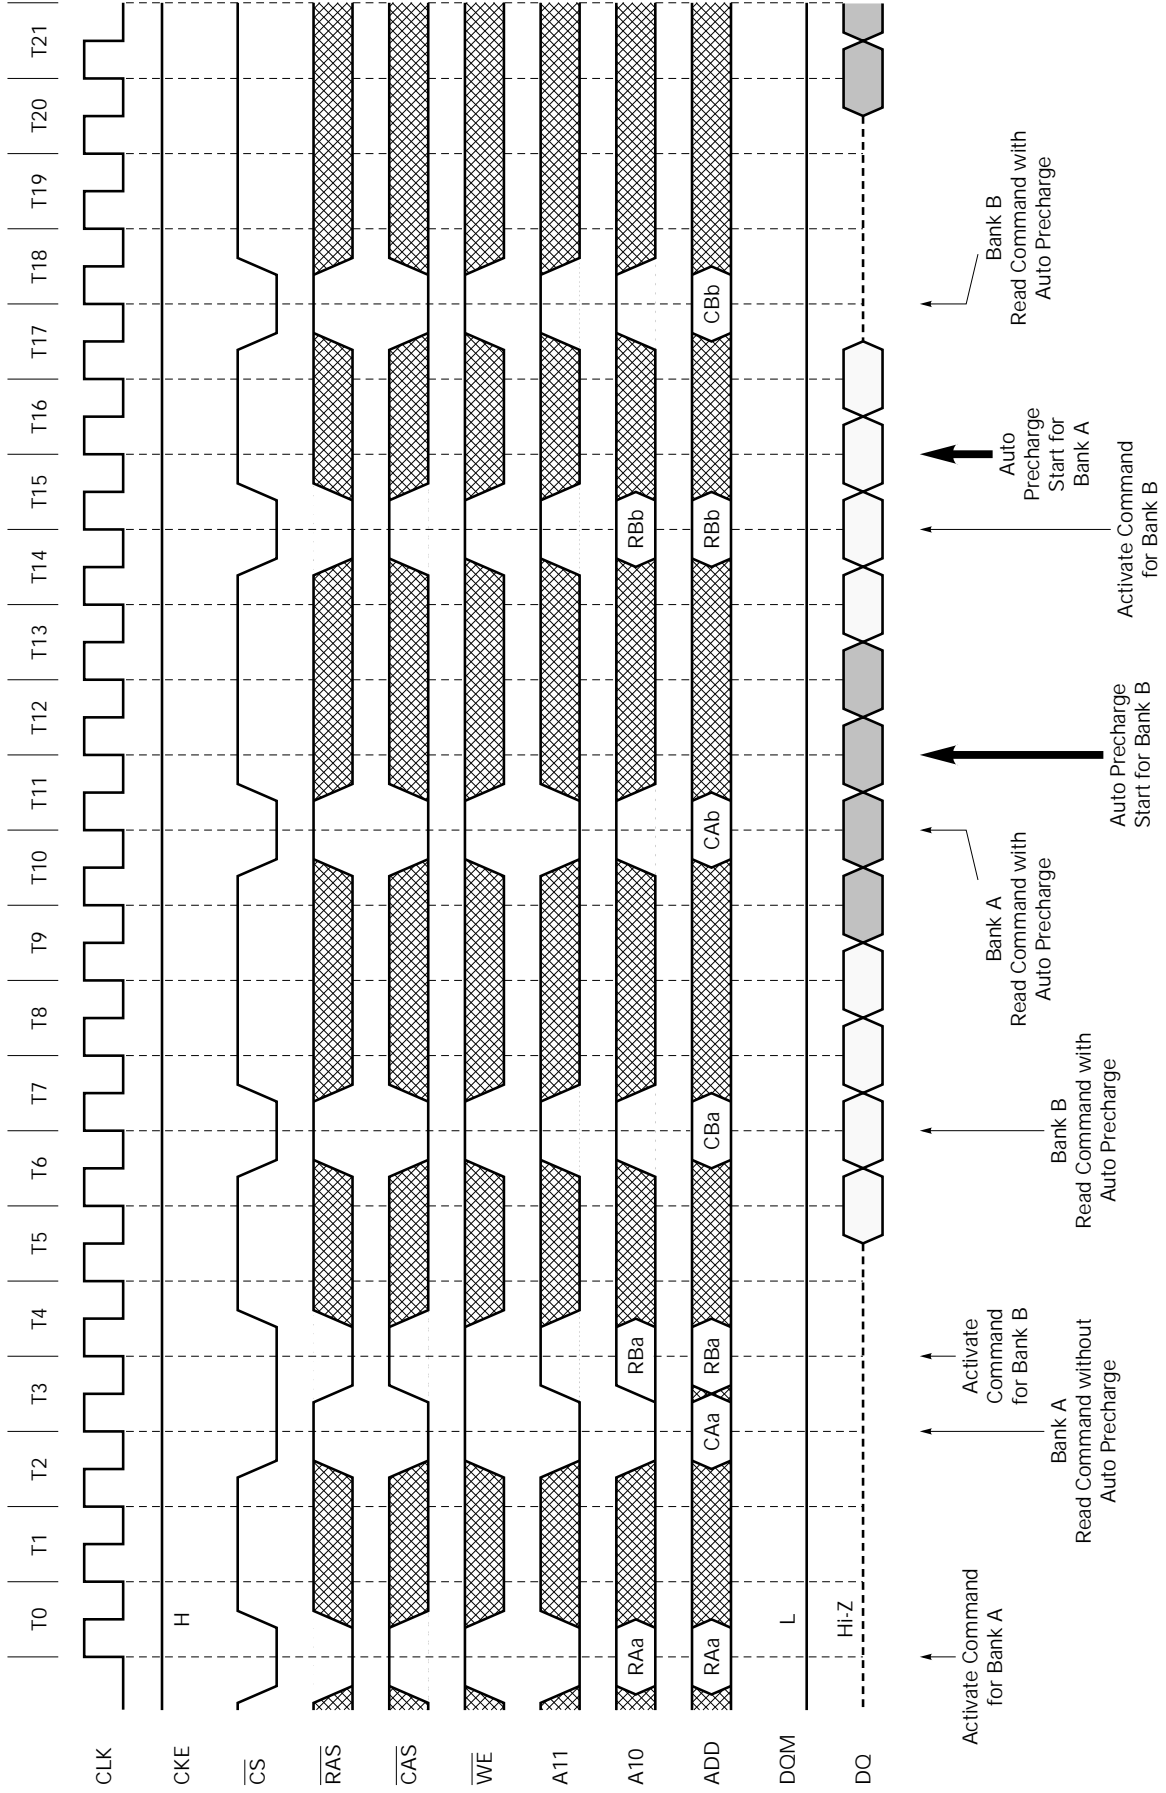 T0 T1 T2 T3 T4 T5 T6 T7 T8 T9 T10 T11 T12 T13 T14 T15 T16 T17 T18 T19 T20 T21
CLK
CKE H
CS
RAS
CAS
WE
A11
A10 RAa RBa RBb
ADD RAa CAa RBa CBa CAb RBb CBb
DQM L
DQ Hi-Z
Activate Command
for Bank A
Bank A
Read Command without
Auto Precharge
Activate
Command
for Bank B
Bank B
Read Command with
Auto Precharge
Bank A
Read Command with
Auto Precharge
Auto Precharge
Start for Bank B
Activate Command
for Bank B
Auto
Precharge
Start for
Bank A
Bank B
Read Command with
Auto Precharge